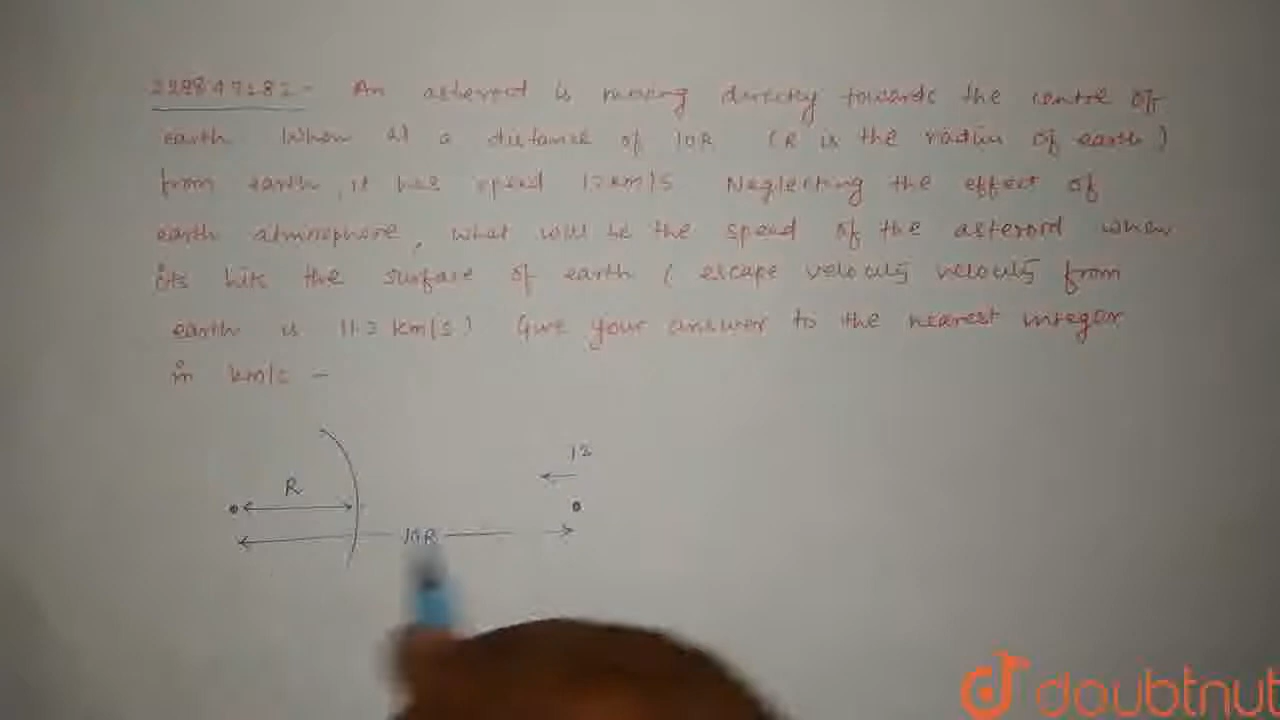 An asteroid is moving directly towards the centre of
earth When at a distance of 10R (R is the radius of earth)
from earth, it has speed 12km/s Neglecting the effect of
earth atmosphere, what will be the speed of the asteroid when
its hits the surface of earth ( escape velocity velocity from
earth is 11.2 km/s) Give your answer to the nearest integer
in km/s -
12
R
10R
doubtnut